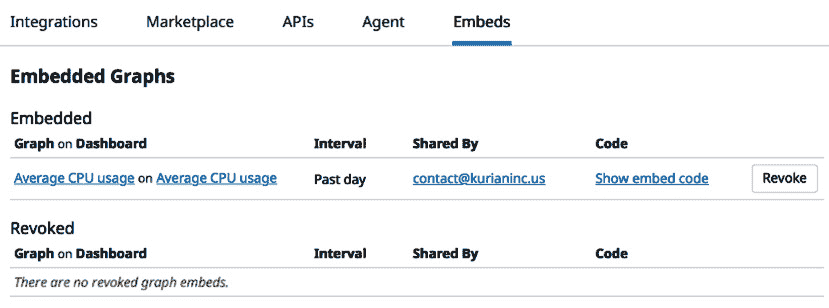 Integrations Marketplace APIs Agent Embeds
Embedded Graphs
Embedded
Graph on Dashboard Interval Shared By Code
Average CPU usage on Average CPU usage Past day contact@kurianinc.us Show embed code Revoke
Revoked
Graph on Dashboard Interval Shared By Code
There are no revoked graph embeds.